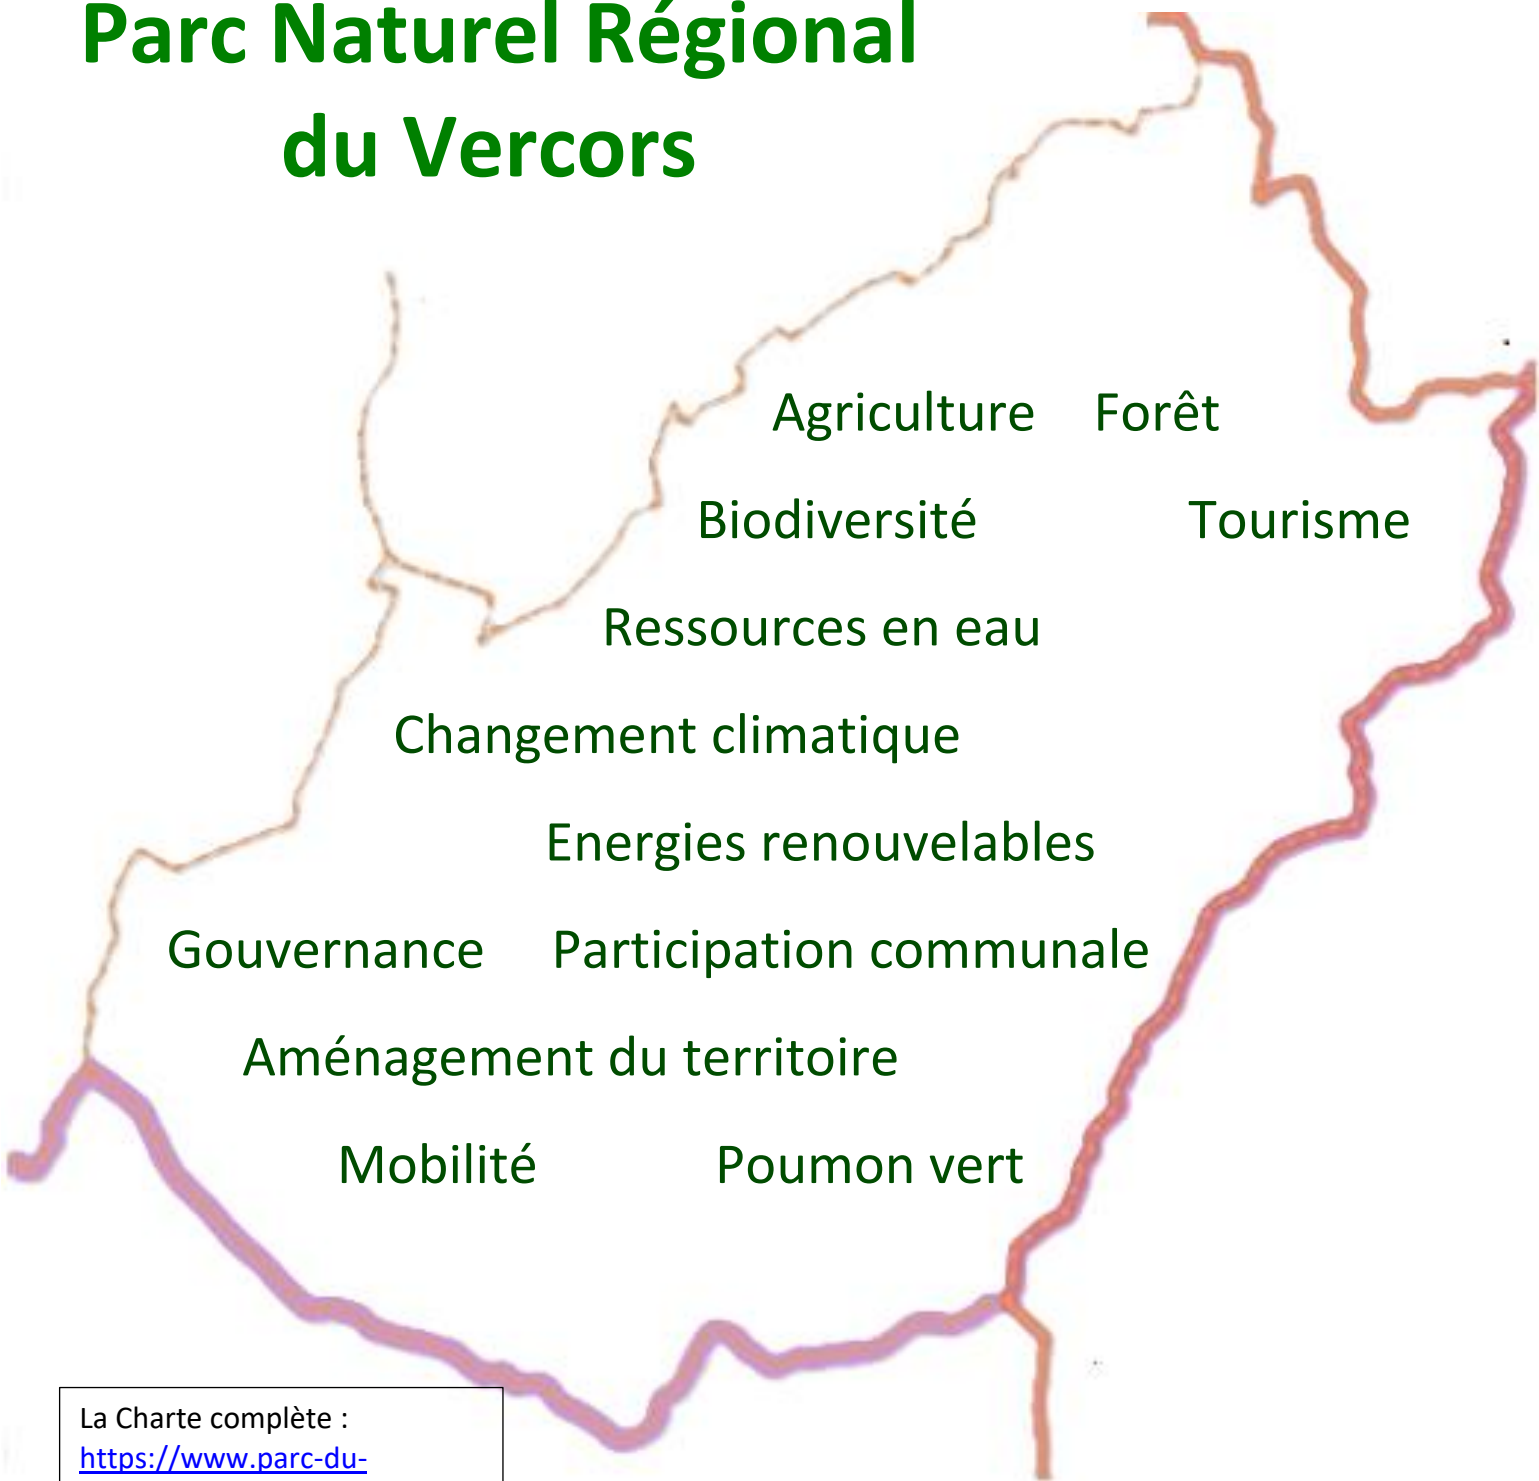 Parc Naturel Régional
du Vercors
Agriculture Forêt
Biodiversité Tourisme
Ressources en eau
Changement climatique
Energies renouvelables
Gouvernance Participation communale
Aménagement du territoire
Mobilité Poumon vert
La Charte complète :
https://www.parc-du-